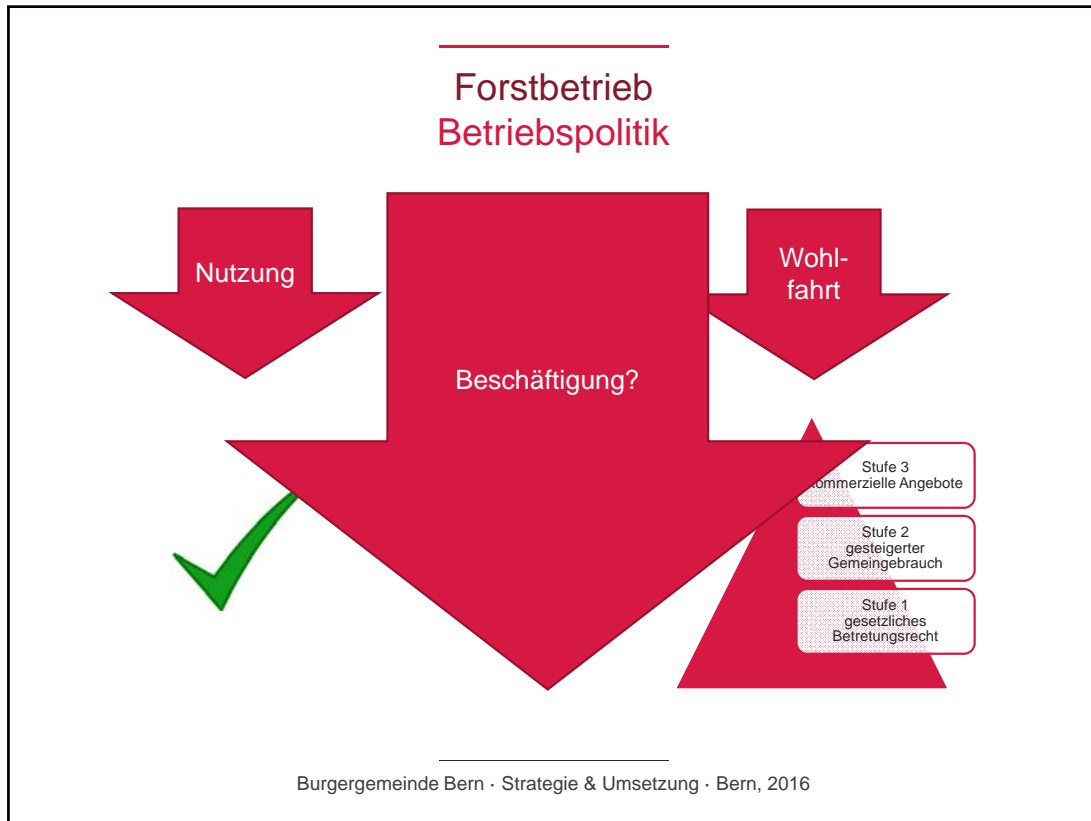 Forstbetrieb
Betriebspolitik
Nutzung
Beschäftigung?
Wohl-
fahrt
Stufe 3
kommerzielle Angebote
Stufe 2
gesteigerter
Gemeingebrauch
Stufe 1
gesetzliches
Betretungsrecht
Burgergemeinde Bern · Strategie & Umsetzung · Bern, 2016